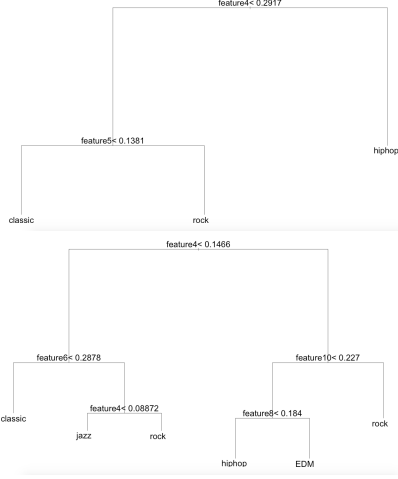 feature4< 0.2917
feature5< 0.1381
hiphop
classic
rock
feature4< 0.1466
feature6< 0.2878
feature10< 0.227
classic
feature4< 0.08872
feature8< 0.184
rock
jazz
rock
hiphop
EDM